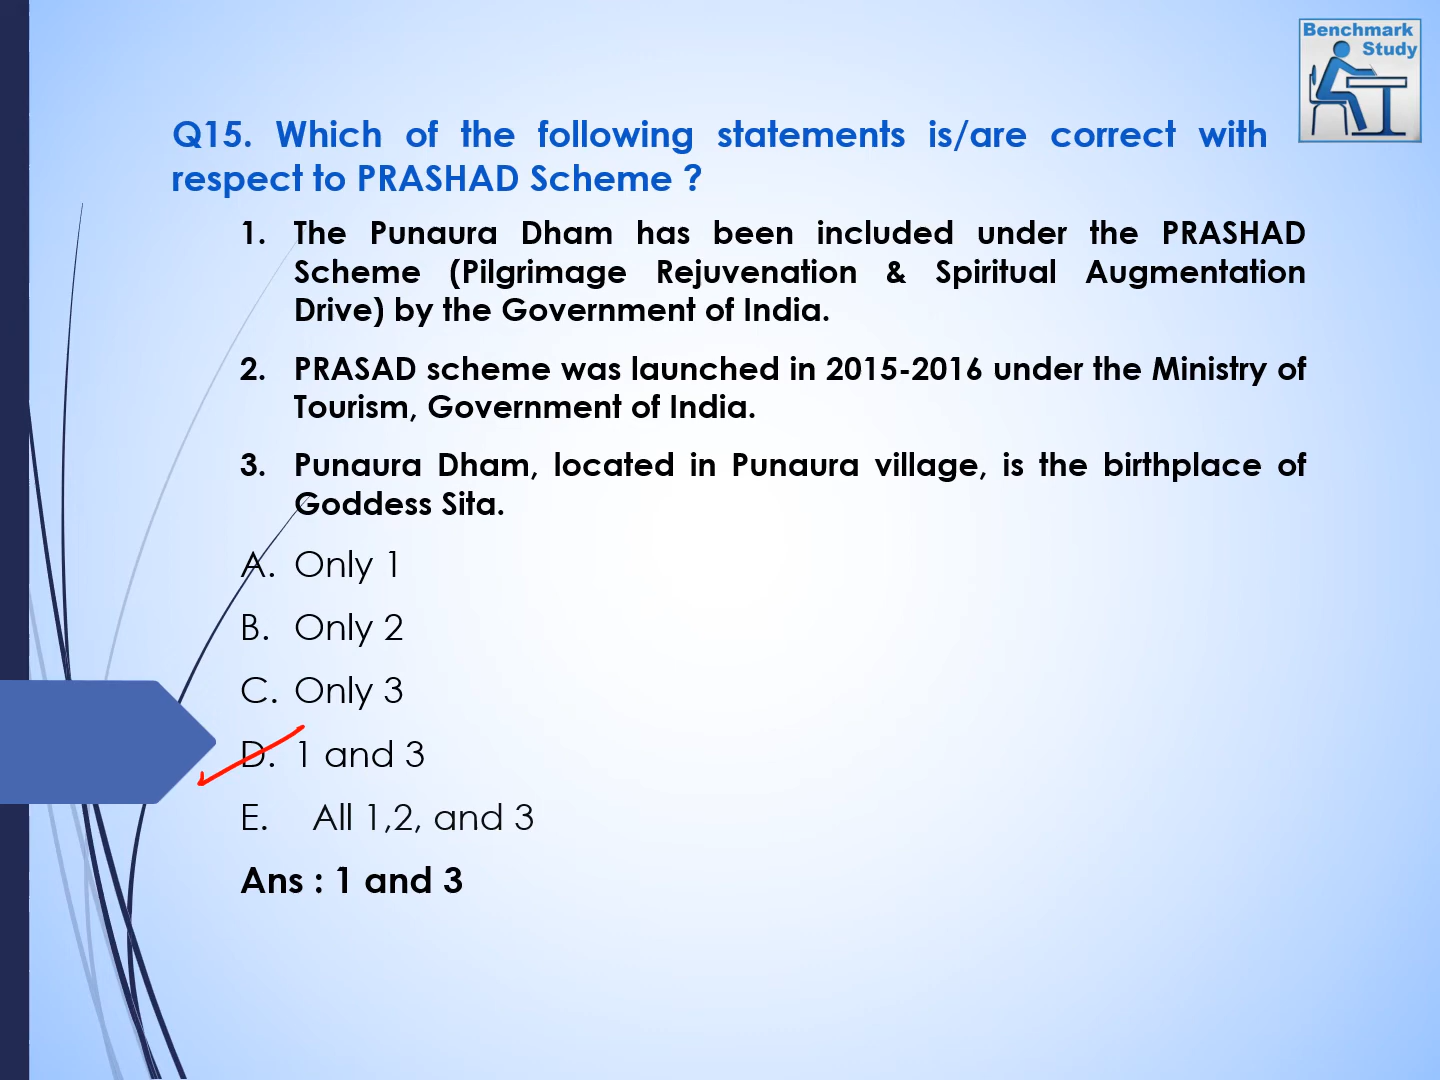 Benchmark
Study
Q15. Which of the following statements is/are correct with
respect to PRASHAD Scheme ?
1. The Punaura Dham has been included under the PRASHAD
Scheme (Pilgrimage Rejuvenation & Spiritual Augmentation
Drive) by the Government of India.
2. PRASAD scheme was launched in 2015-2016 under the Ministry of
Tourism, Government of India.
3. Punaura Dham, located in Punaura village, is the birthplace of
Goddess Sita.
A. Only 1
B. Only 2
C. Only 3
D. 1 and 3
E. All 1,2, and 3
Ans : 1 and 3